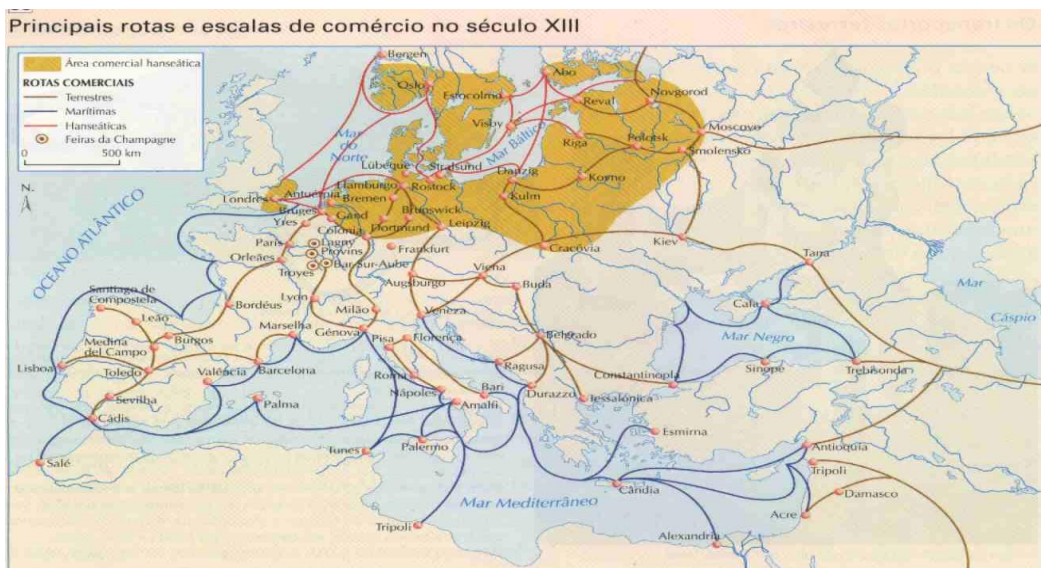 Principais rotas e escalas de comércio no século XIII
Área comercial hanseática
ROTAS COMERCIAIS
Terrestres
Marítimas
Hanseáticas
Feiras da Champagne
0 500 km
N.
OCEANO ATLÂNTICO
Mar
do
Norte
Mar Báltico
Mar
Cáspio
Mar Negro
Mar Mediterrâneo
Bergen
Oslo
Estocolmo
Abo
Reval
Novgorod
Visby
Riga
Polotsk
Moscovo
Smolensko
Lübeque
Stralsund
Danzig
Kovno
Londres
Antuérpia
Hamburgo
Rostock
Bremen
Kulm
Bruges
Gand
Brunswick
Yres
Colónia
Dortmund
Leipzig
Paris
Lagny
Provins
Frankfurt
Cracóvia
Kiev
Orleães
Troyes
Bar-Sur-Aube
Augsburgo
Viena
Buda
Tana
Santiago de
Compostela
Leão
Bordéus
Lyon
Milão
Veneza
Cafa
Burgos
Marselha
Génova
Pisa
Florença
Belgrado
Medina
del Campo
Lisboa
Toledo
Valência
Barcelona
Roma
Ragusa
Constantinopla
Sinope
Trebisonda
Sevilha
Palma
Nápoles
Bari
Durazzo
Tessalónica
Cádis
Amalfi
Salé
Tunes
Palermo
Esmirna
Antioquia
Tripoli
Cândia
Damasco
Tripoli
Acre
Alexandria